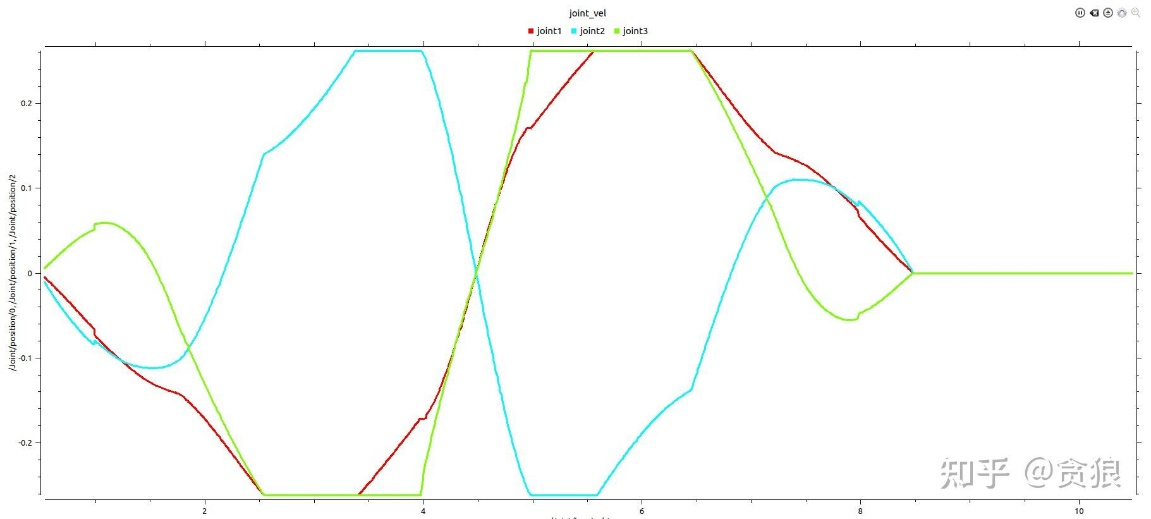 joint_vel
joint1 joint2 joint3
/Joint/position/0,/Joint/position/1,/Joint/position/2
0.2
0.1
0
-0.1
-0.2
2 4 6 8 10
知乎 @贪狼